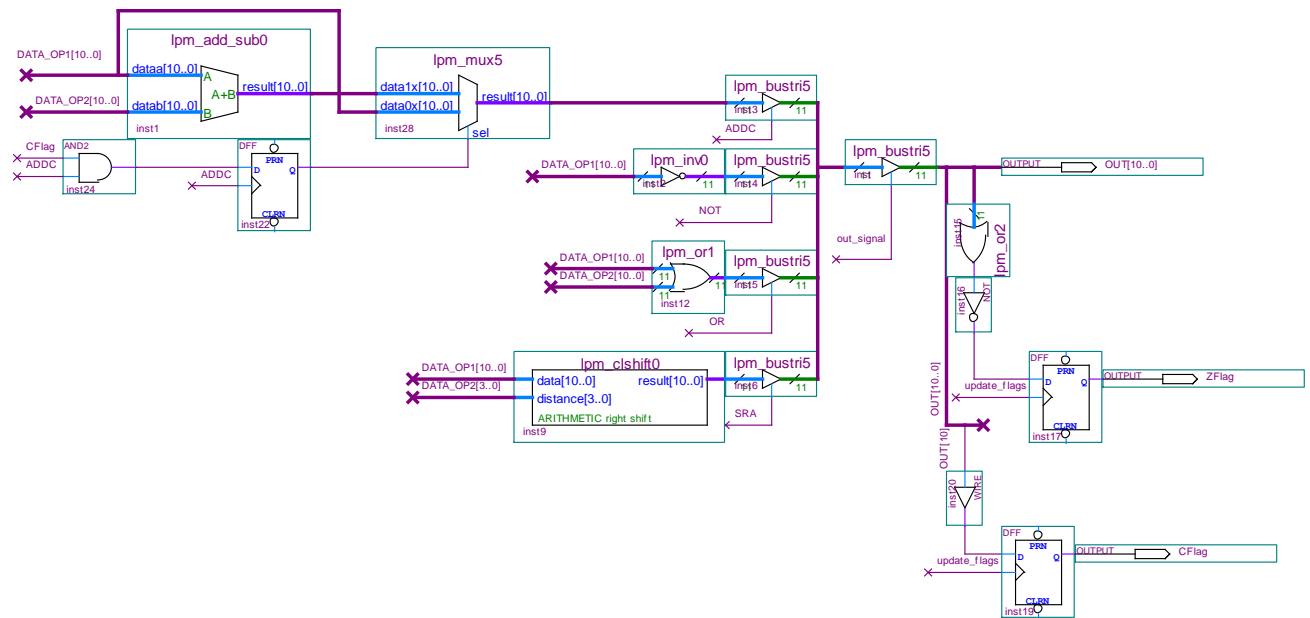 lpm_add_sub0
DATA_OP1[10..0]
dataa[10..0]
A
A+B
result[10..0]
DATA_OP2[10..0]
datab[10..0]
B
inst1
lpm_mux5
data1x[10..0]
data0x[10..0]
result[10..0]
inst28
sel
CFlag
ADDC
AND2
inst24
ADDC
DFF
PRN
D
Q
CLRN
inst22
lpm_bustri5
inst3
11
ADDC
DATA_OP1[10..0]
lpm_inv0
inst2
11
lpm_bustri5
inst4
11
NOT
lpm_or1
DATA_OP1[10..0]
DATA_OP2[10..0]
11
11
11
inst12
lpm_bustri5
inst5
11
OR
lpm_clshift0
DATA_OP1[10..0]
DATA_OP2[3..0]
data[10..0]
result[10..0]
distance[3..0]
ARITHMETIC right shift
inst9
lpm_bustri5
inst6
11
SRA
lpm_bustri5
inst
11
out_signal
OUTPUT
OUT[10..0]
11
inst15
lpm_or2
inst16
NOT
OUT[10..0]
update_flags
DFF
PRN
D
Q
CLRN
inst17
OUTPUT
ZFlag
OUT[10]
inst20
WIRE
update_flags
DFF
PRN
D
Q
CLRN
inst19
OUTPUT
CFlag